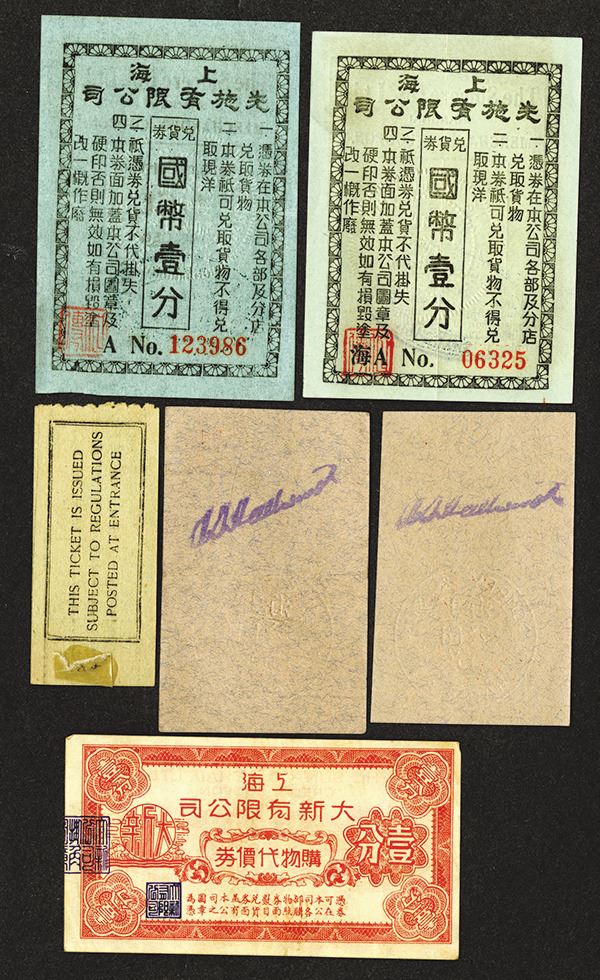 上海
先施有限公司
一 憑券在本公司各部及分店
兌取貨物
二 本券祗可兌取貨物不得兌
取現洋
兌貨券
國幣壹分
三 祗憑券兌貨不代掛失
四 本券面加蓋本公司圖章及
硬印否則無效如有損毀塗
改一概作廢
A No. 123986
上海
先施有限公司
一 憑券在本公司各部及分店
兌取貨物
二 本券祗可兌取貨物不得兌
取現洋
兌貨券
國幣壹分
三 祗憑券兌貨不代掛失
四 本券面加蓋本公司圖章及
硬印否則無效如有損毀塗
改一概作廢
海 A No. 06325
THIS TICKET IS ISSUED
SUBJECT TO REGULATIONS
POSTED AT ENTRANCE
上海
大新有限公司
購物代價券
壹分
大新